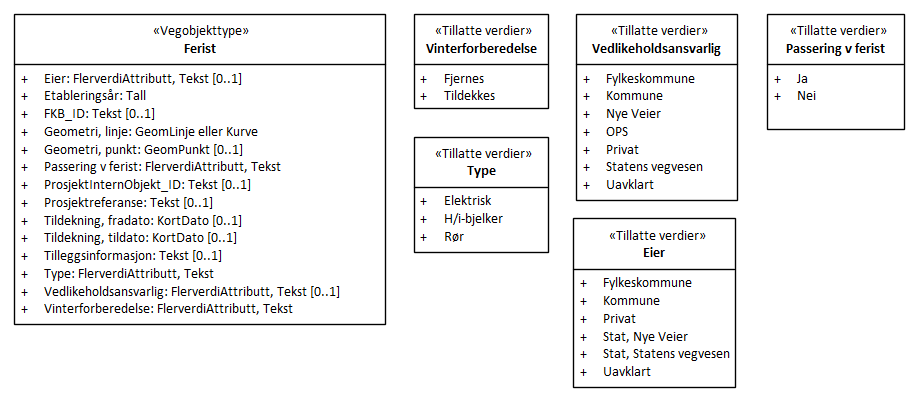 «Vegobjekttype»
Ferist
+ Eier: FlerverdiAttributt, Tekst [0..1]
+ Etableringsår: Tall
+ FKB_ID: Tekst [0..1]
+ Geometri, linje: GeomLinje eller Kurve
+ Geometri, punkt: GeomPunkt [0..1]
+ Passering v ferist: FlerverdiAttributt, Tekst
+ ProsjektInternObjekt_ID: Tekst [0..1]
+ Prosjektreferanse: Tekst [0..1]
+ Tildekning, fradato: KortDato [0..1]
+ Tildekning, tildato: KortDato [0..1]
+ Tilleggsinformasjon: Tekst [0..1]
+ Type: FlerverdiAttributt, Tekst
+ Vedlikeholdsansvarlig: FlerverdiAttributt, Tekst [0..1]
+ Vinterforberedelse: FlerverdiAttributt, Tekst
«Tillatte verdier»
Vinterforberedelse
+ Fjernes
+ Tildekkes
«Tillatte verdier»
Type
+ Elektrisk
+ H/i-bjelker
+ Rør
«Tillatte verdier»
Vedlikeholdsansvarlig
+ Fylkeskommune
+ Kommune
+ Nye Veier
+ OPS
+ Privat
+ Statens vegvesen
+ Uavklart
«Tillatte verdier»
Eier
+ Fylkeskommune
+ Kommune
+ Privat
+ Stat, Nye Veier
+ Stat, Statens vegvesen
+ Uavklart
«Tillatte verdier»
Passering v ferist
+ Ja
+ Nei